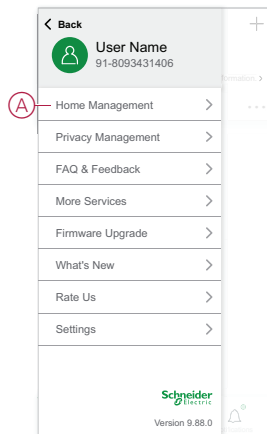 Back
User Name
91-8093431406
A
Home Management
Privacy Management
FAQ & Feedback
More Services
Firmware Upgrade
What's New
Rate Us
Settings
Schneider
Electric
Version 9.88.0